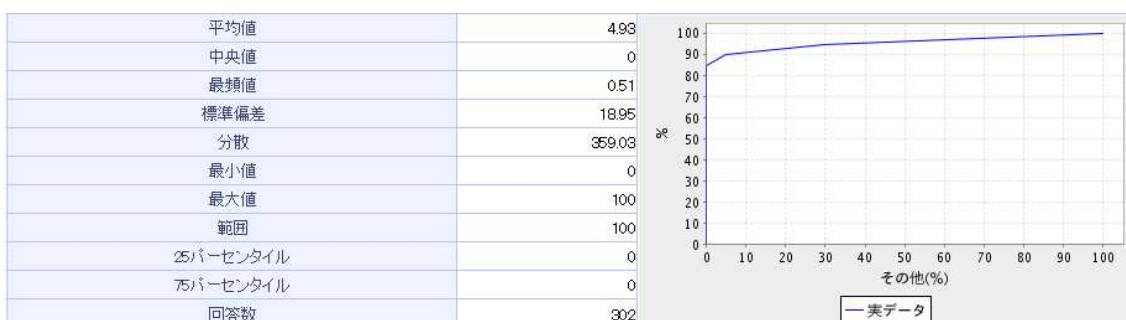 平均値 4.93
中央値 0
最頻値 0.51
標準偏差 18.95
分散 359.03
最小値 0
最大値 100
範囲 100
25パーセンタイル 0
75パーセンタイル 0
回答数 302
100
90
80
70
60
50
40
30
20
10
0
%
0 10 20 30 40 50 60 70 80 90 100
その他(%)
実データ